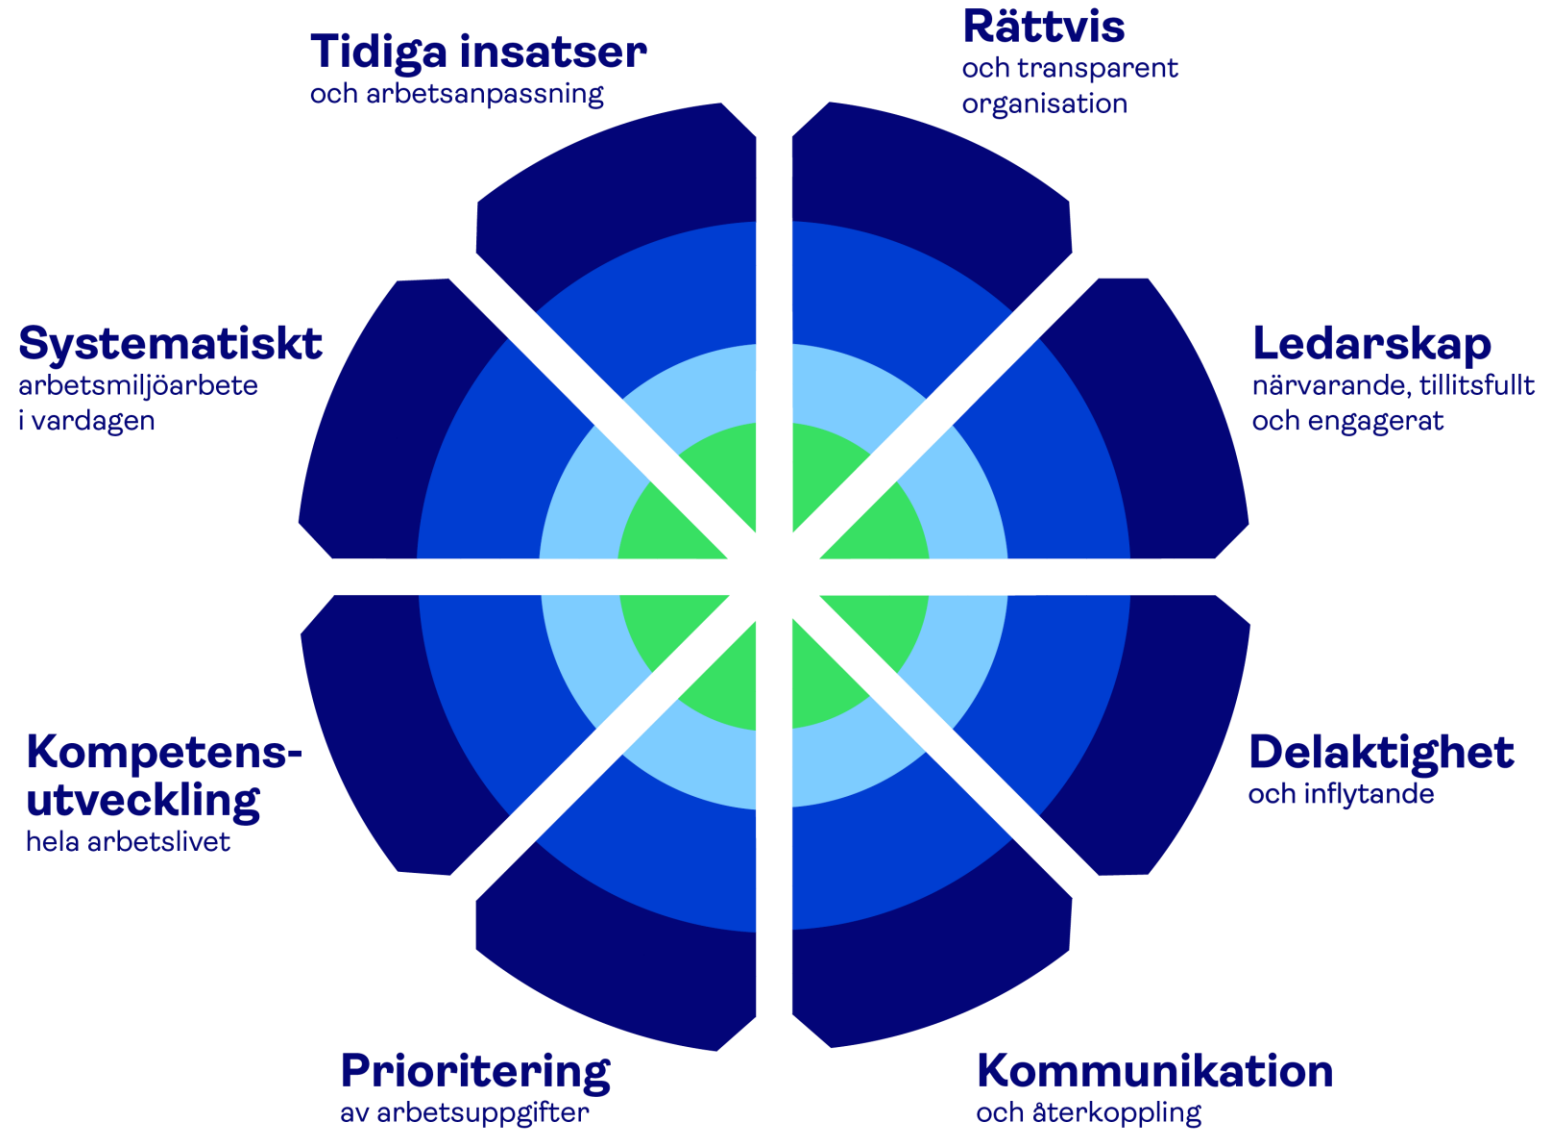 Tidiga insatser
och arbetsanpassning
Rättvis
och transparent
organisation
Ledarskap
närvarande, tillitsfullt
och engagerat
Delaktighet
och inflytande
Kommunikation
och återkoppling
Prioritering
av arbetsuppgifter
Kompetens-
utveckling
hela arbetslivet
Systematiskt
arbetsmiljöarbete
i vardagen